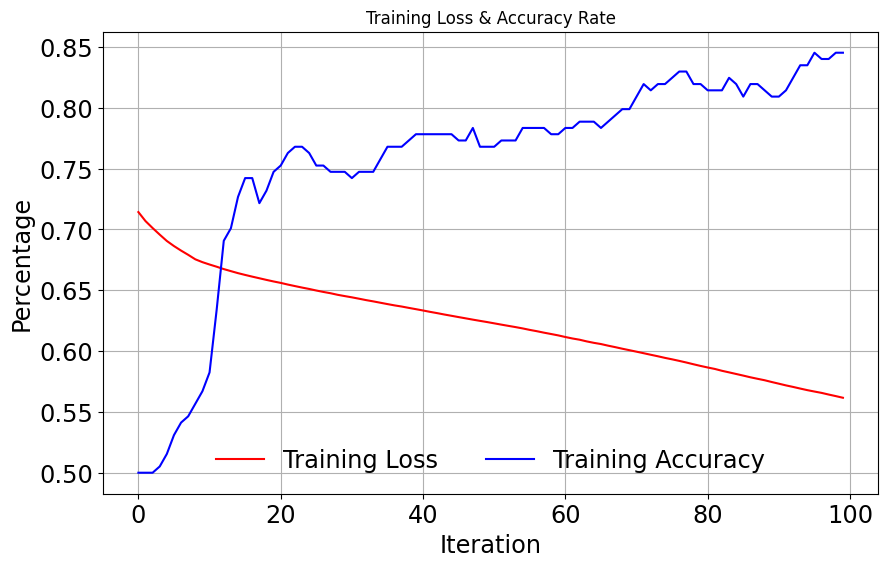 Training Loss & Accuracy Rate
0.85
0.80
0.75
0.70
0.65
0.60
0.55
0.50
Percentage
Training Loss
Training Accuracy
0 20 40 60 80 100
Iteration